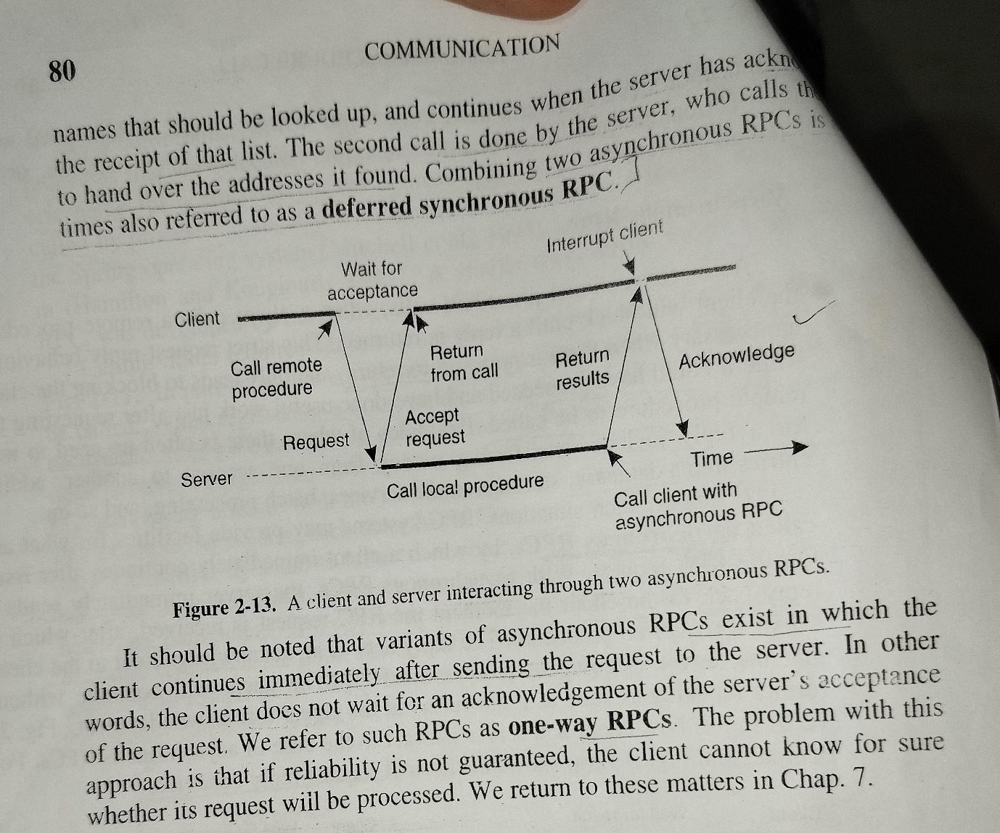 80
COMMUNICATION
names that should be looked up, and continues when the server has
the receipt of that list. The second call is done by the server, who calls
to hand over the addresses it found. Combining two asynchronous RPCs is
times also referred to as a deferred synchronous RPC.
Interrupt client
Wait for
acceptance
Client
Call remote
procedure
Return
from call
Return
results
Acknowledge
Accept
request
Request
Server
Call local procedure
Time
Call client with
asynchronous RPC
Figure 2-13. A client and server interacting through two asynchronous RPCs.
It should be noted that variants of asynchronous RPCs exist in which the
client continues immediately after sending the request to the server. In other
words, the client does not wait for an acknowledgement of the server's acceptance
of the request. We refer to such RPCs as one-way RPCs. The problem with this
approach is that if reliability is not guaranteed, the client cannot know for sure
whether its request will be processed. We return to these matters in Chap. 7.